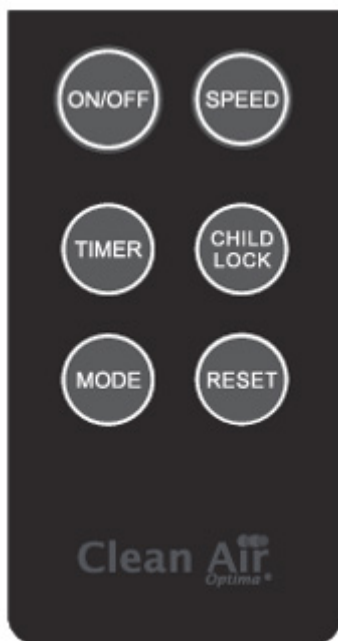 ON/OFF SPEED
TIMER CHILD LOCK
MODE RESET
Clean Air
Optima®